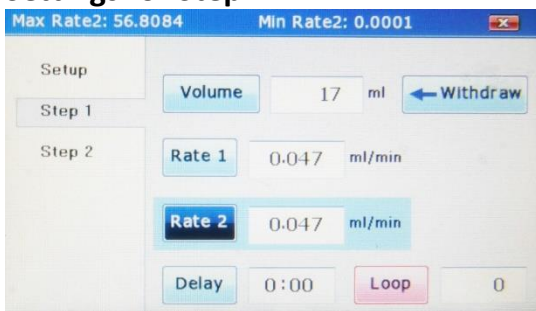 Max Rate2: 56.8084 Min Rate2: 0.0001
Setup
Volume 17 ml Withdraw
Step 1
Step 2 Rate 1 0.047 ml/min
Rate 2 0.047 ml/min
Delay 0:00 Loop 0